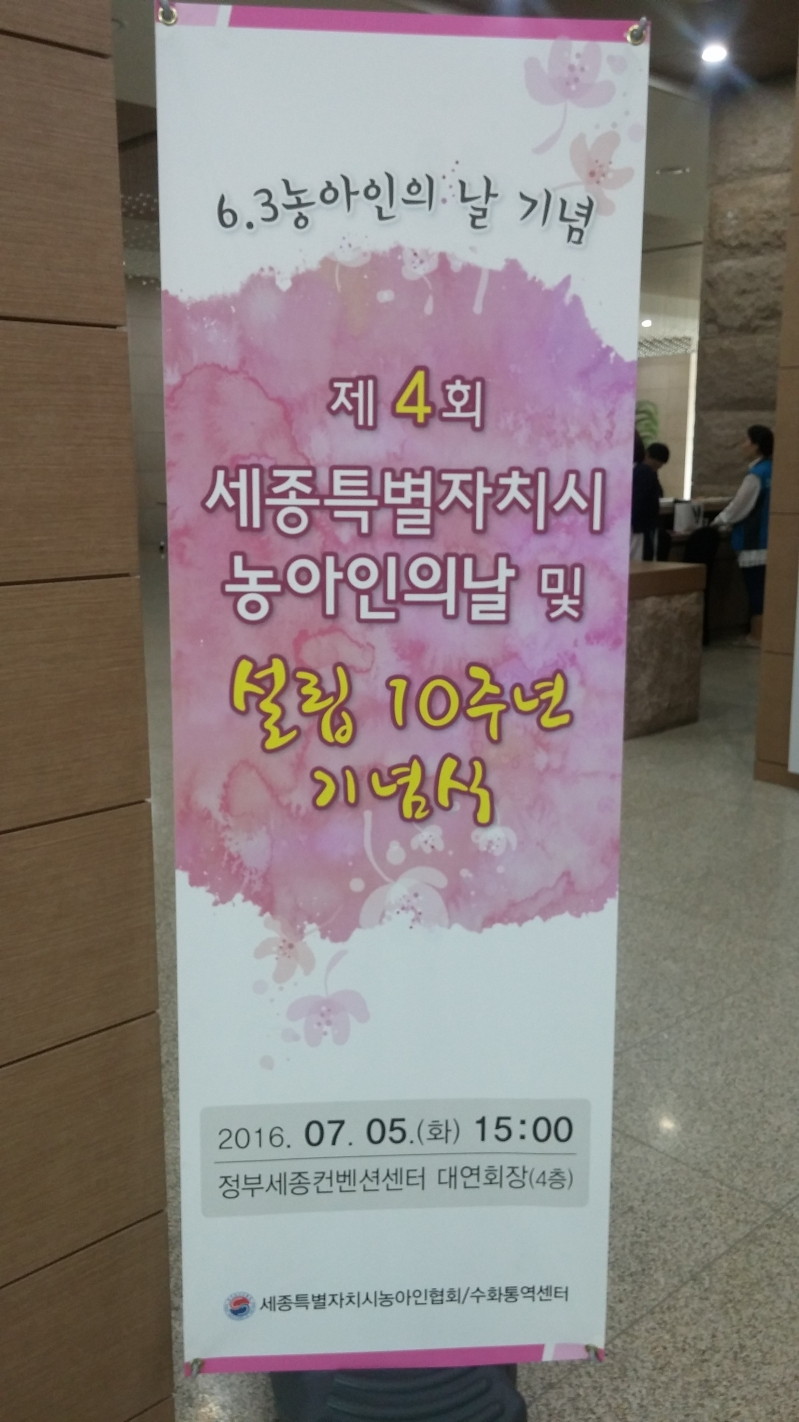 6.3농아인의 날 기념
제 4회
세종특별자치시
농아인의날 및
설립 10주년
기념식
2016. 07. 05.(화) 15:00
정부세종컨벤션센터 대연회장(4층)
세종특별자치시농아인협회/수화통역센터